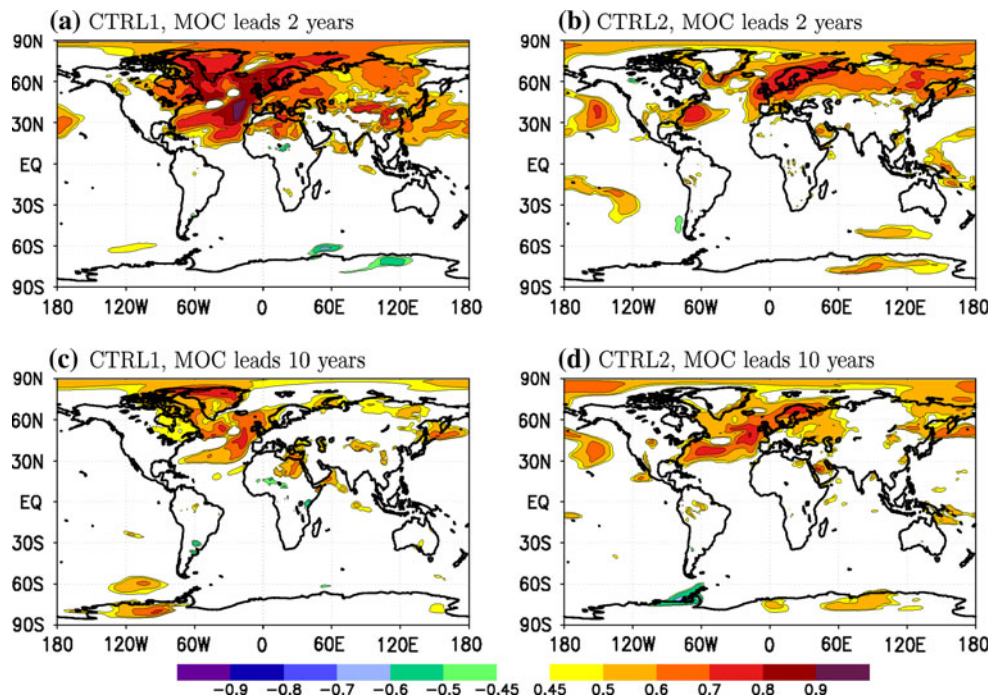 (a) CTRL1, MOC leads 2 years
(b) CTRL2, MOC leads 2 years
90N
60N
30N
EQ
30S
60S
90S
180 120W 60W 0 60E 120E 180
90N
60N
30N
EQ
30S
60S
90S
180 120W 60W 0 60E 120E 180
(c) CTRL1, MOC leads 10 years
(d) CTRL2, MOC leads 10 years
90N
60N
30N
EQ
30S
60S
90S
180 120W 60W 0 60E 120E 180
90N
60N
30N
EQ
30S
60S
90S
180 120W 60W 0 60E 120E 180
−0.9 −0.8 −0.7 −0.6 −0.5 −0.45 0.45 0.5 0.6 0.7 0.8 0.9